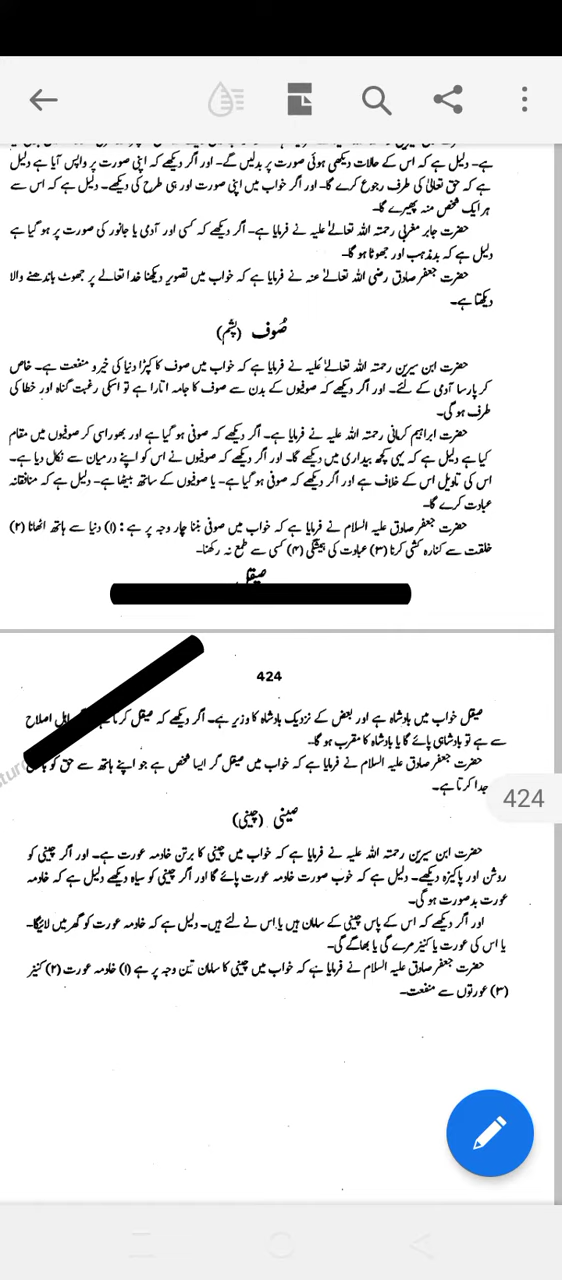 ہے۔ دلیل ہے کہ اس کے حالات دیکھی ہوئی صورت پر بدلیں گے۔ اور اگر دیکھے کہ اپنی صورت پر واپس آیا ہے دلیل
ہے کہ حق تعالیٰ کی طرف رجوع کرے گا۔ اور اگر خواب میں اپنی صورت اور ہی طرح کی دیکھے۔ دلیل ہے کہ اس سے
ہر ایک شخص منہ پھیرے گا۔
حضرت جابر مغربی رحمتہ اللہ تعالےٰ علیہ نے فرمایا ہے۔ اگر دیکھے کہ کسی اور آدمی یا جانور کی صورت پر ہو گیا ہے
دلیل ہے کہ بدمذہب اور جھوٹا ہو گا۔
حضرت جعفر صادق رضی اللہ تعالےٰ عنہ نے فرمایا ہے کہ خواب میں تصویر دیکھنا خدا تعالے پر جھوٹ باندھنے والا
دیکھتا ہے۔
صُوف (پشم)
حضرت ابن سیرین رحمتہ اللہ تعالےٰ علیہ نے فرمایا ہے کہ خواب میں صوف کا کپڑا دنیا کی خیر و منفعت ہے۔ خاص
کر پارسا آدمی کے لئے۔ اور اگر دیکھے کہ صوفیوں کے بدن سے صوف کا جامہ اتارا ہے تو اسکی رغبت گناہ اور خطا کی
طرف ہو گی۔
حضرت ابراہیم کرمانی رحمتہ اللہ علیہ نے فرمایا ہے۔ اگر دیکھے کہ صوفی ہو گیا ہے اور بھورا سی کر صوفیوں میں مقام
کیا ہے دلیل ہے کہ یہی کچھ بیداری میں دیکھے گا۔ اور اگر دیکھے کہ صوفیوں نے اس کو اپنے درمیان سے نکال دیا ہے۔
اس کی تاویل اس کے خلاف ہے اور اگر دیکھے کہ صوفی ہو گیا ہے۔ یا صوفیوں کے ساتھ بیٹھا ہے۔ دلیل ہے کہ منافقانہ
عبادت کرے گا۔
حضرت جعفر صادق علیہ السلام نے فرمایا ہے کہ خواب میں صوفی بننا چار وجہ پر ہے : (۱) دنیا سے ہاتھ اٹھانا (۲)
خلقت سے کنارہ کشی کرنا (۳) عبادت کی ہمیشگی (۴) کسی سے طمع نہ رکھنا۔
صیقل
424
صیقل خواب میں بادشاہ ہے اور بعض کے نزدیک بادشاہ کا وزیر ہے۔ اگر دیکھے کہ صیقل کرتا اہل اصلاح
سے ہے تو بادشاہی پائے گا یا بادشاہ کا مقرب ہو گا۔
حضرت جعفر صادق علیہ السلام نے فرمایا ہے کہ خواب میں صیقل گر ایسا شخص ہے جو اپنے ہاتھ سے حق کو
جدا کرتا ہے۔
424
صینی (چینی)
حضرت ابن سیرین رحمتہ اللہ علیہ نے فرمایا ہے کہ خواب میں چینی کا برتن خادمہ عورت ہے۔ اور اگر چینی کو
روشن اور پاکیزہ دیکھے۔ دلیل ہے کہ خوب صورت خادمہ عورت پائے گا اور اگر چینی کو سیاہ دیکھے دلیل ہے کہ خادمہ
عورت بدصورت ہو گی۔
اور اگر دیکھے کہ اس کے پاس چینی کے سامان ہیں یا اس نے لئے ہیں۔ دلیل ہے کہ خادمہ عورت کو گھر میں لائیگا۔
یا اس کی عورت یا کنیز مرے گی یا بھاگے گی۔
حضرت جعفر صادق علیہ السلام نے فرمایا ہے کہ خواب میں چینی کا سامان تین وجہ پر ہے (۱) خادمہ عورت (۲) کنیز
(۳) عورتوں سے منفعت۔